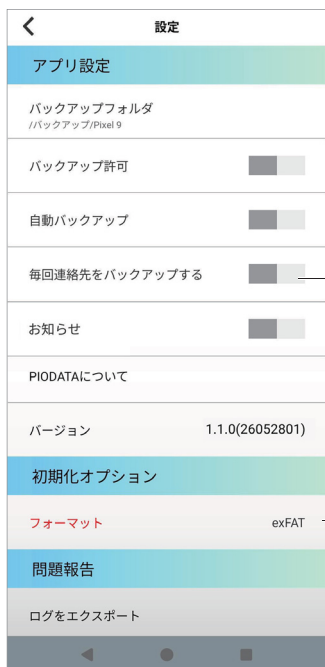 設定
アプリ設定
バックアップフォルダ
/バックアップ/Pixel 9
バックアップ許可
自動バックアップ
毎回連絡先をバックアップする
お知らせ
PIODATAについて
バージョン 1.1.0(26052801)
初期化オプション
フォーマット exFAT
問題報告
ログをエクスポート